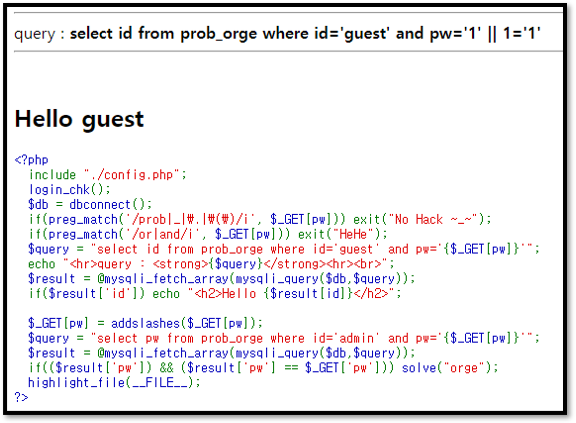 query : select id from prob_orge where id='guest' and pw='1' || 1='1'
Hello guest
<?php
  include "./config.php";
  login_chk();
  $db = dbconnect();
  if(preg_match('/prob|_|₩.|₩(₩)/i', $_GET[pw])) exit("No Hack ~_~");
  if(preg_match('/or|and/i', $_GET[pw])) exit("HeHe");
  $query = "select id from prob_orge where id='guest' and pw='{$_GET[pw]}'";
  echo "<hr>query : <strong>{$query}</strong><hr><br>";
  $result = @mysqli_fetch_array(mysqli_query($db,$query));
  if($result['id']) echo "<h2>Hello {$result[id]}</h2>";
  $_GET[pw] = addslashes($_GET[pw]);
  $query = "select pw from prob_orge where id='admin' and pw='{$_GET[pw]}'";
  $result = @mysqli_fetch_array(mysqli_query($db,$query));
  if(($result['pw']) && ($result['pw'] == $_GET['pw'])) solve("orge");
  highlight_file(__FILE__);
?>